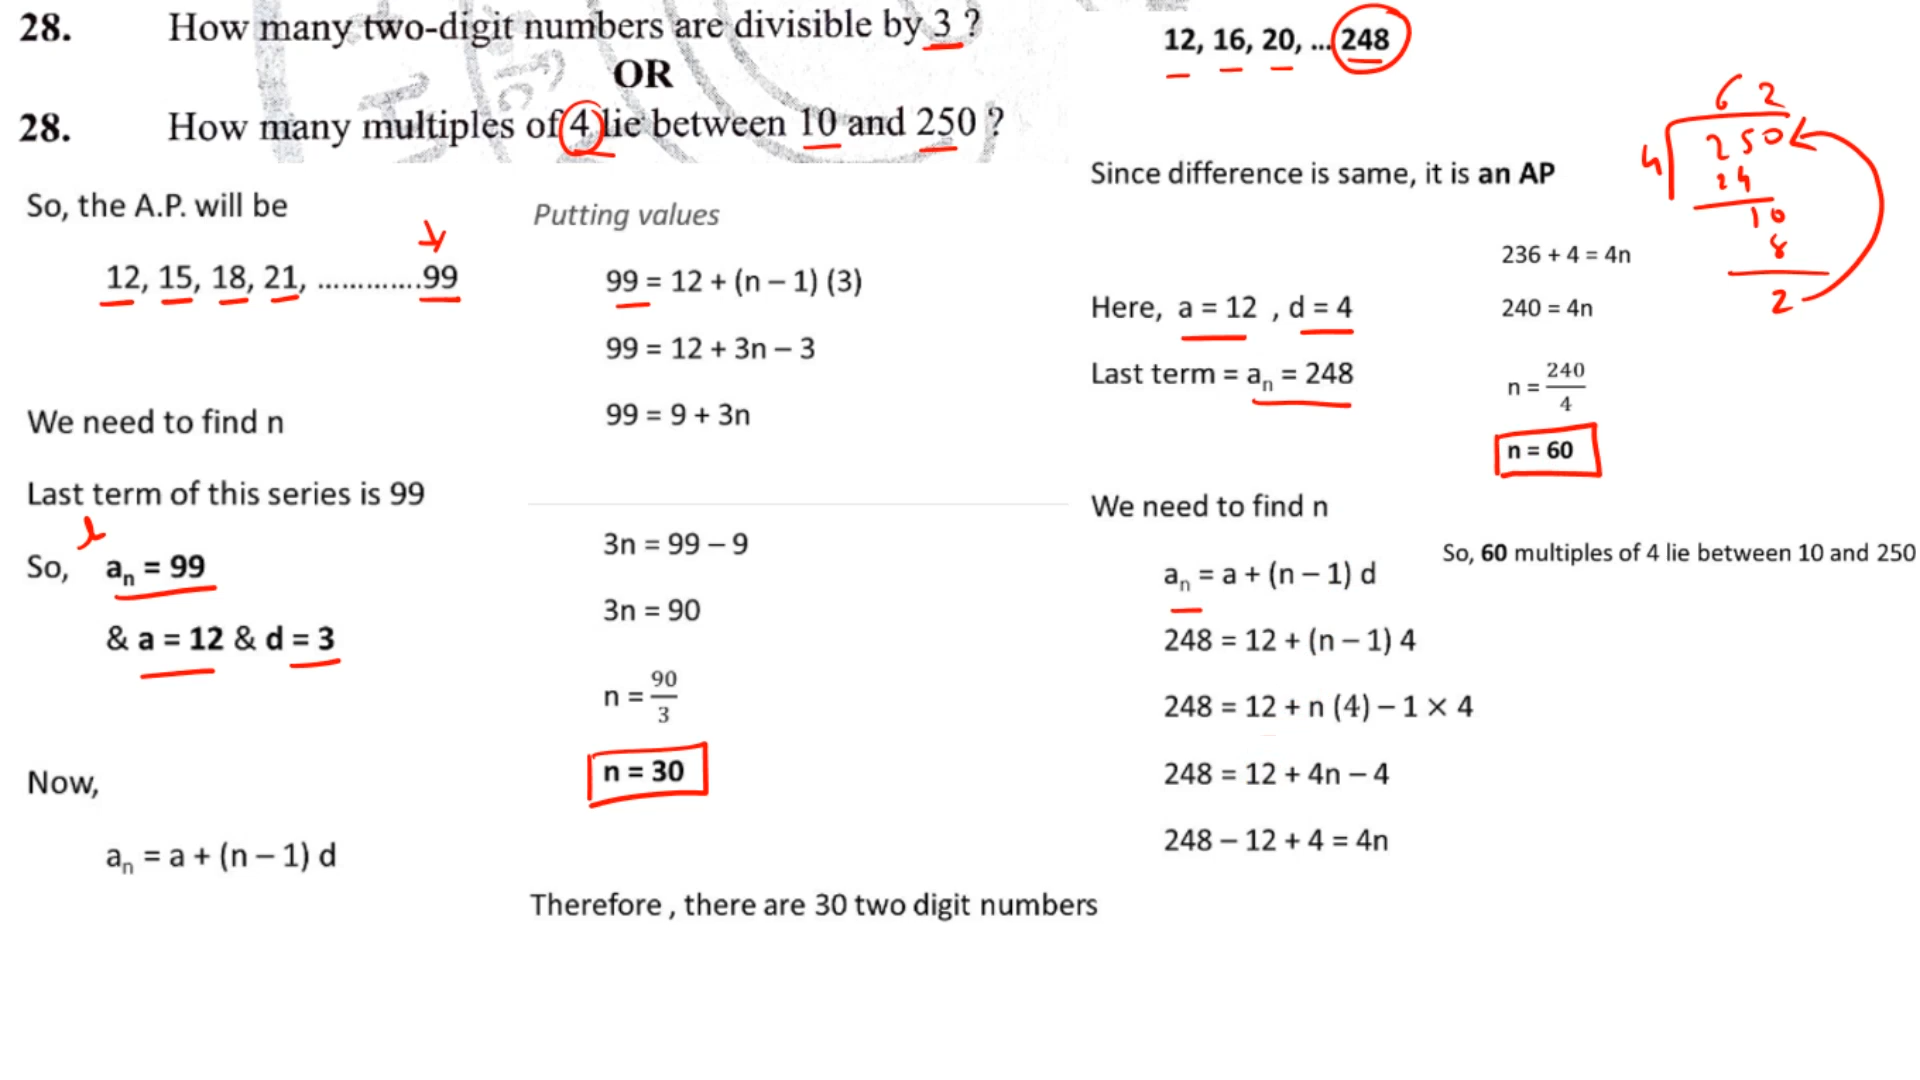 28. How many two-digit numbers are divisible by 3 ?
OR
28. How many multiples of 4 lie between 10 and 250 ?
So, the A.P. will be
12, 15, 18, 21, .............99
We need to find n
Last term of this series is 99
l
So, aₙ = 99
& a = 12 & d = 3
Now,
aₙ = a + (n – 1) d
Putting values
99 = 12 + (n – 1) (3)
99 = 12 + 3n – 3
99 = 9 + 3n
3n = 99 – 9
3n = 90
n = 90/3
n = 30
Therefore , there are 30 two digit numbers
12, 16, 20, ... 248
Since difference is same, it is an AP
Here, a = 12 , d = 4
Last term = aₙ = 248
We need to find n
aₙ = a + (n – 1) d
248 = 12 + (n – 1) 4
248 = 12 + n (4) – 1 × 4
248 = 12 + 4n – 4
248 – 12 + 4 = 4n
236 + 4 = 4n
240 = 4n
n = 240/4
n = 60
So, 60 multiples of 4 lie between 10 and 250
62
4 250
24
10
8
2